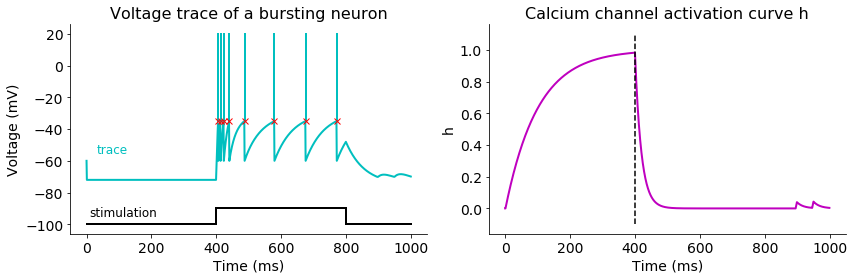 Voltage trace of a bursting neuron
Voltage (mV)
20
0
−20
−40
−60
−80
−100
trace
stimulation
0 200 400 600 800 1000
Time (ms)
Calcium channel activation curve h
h
1.0
0.8
0.6
0.4
0.2
0.0
0 200 400 600 800 1000
Time (ms)